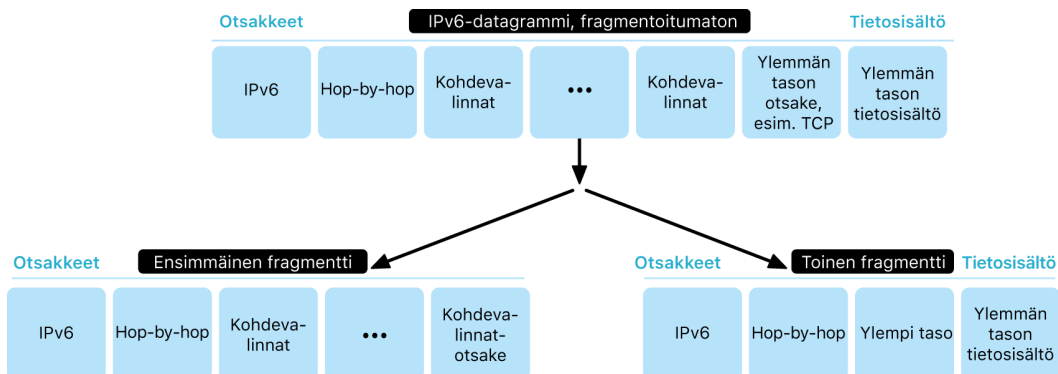 Otsakkeet
IPv6-datagrammi, fragmentoitumaton
Tietosisältö
IPv6
Hop-by-hop
Kohdeva-
linnat
...
Kohdeva-
linnat
Ylemmän
tason
otsake,
esim. TCP
Ylemmän
tason
tietosisältö
Otsakkeet
Ensimmäinen fragmentti
IPv6
Hop-by-hop
Kohdeva-
linnat
...
Kohdeva-
linnat-
otsake
Otsakkeet
Toinen fragmentti
Tietosisältö
IPv6
Hop-by-hop
Ylempi taso
Ylemmän
tason
tietosisältö